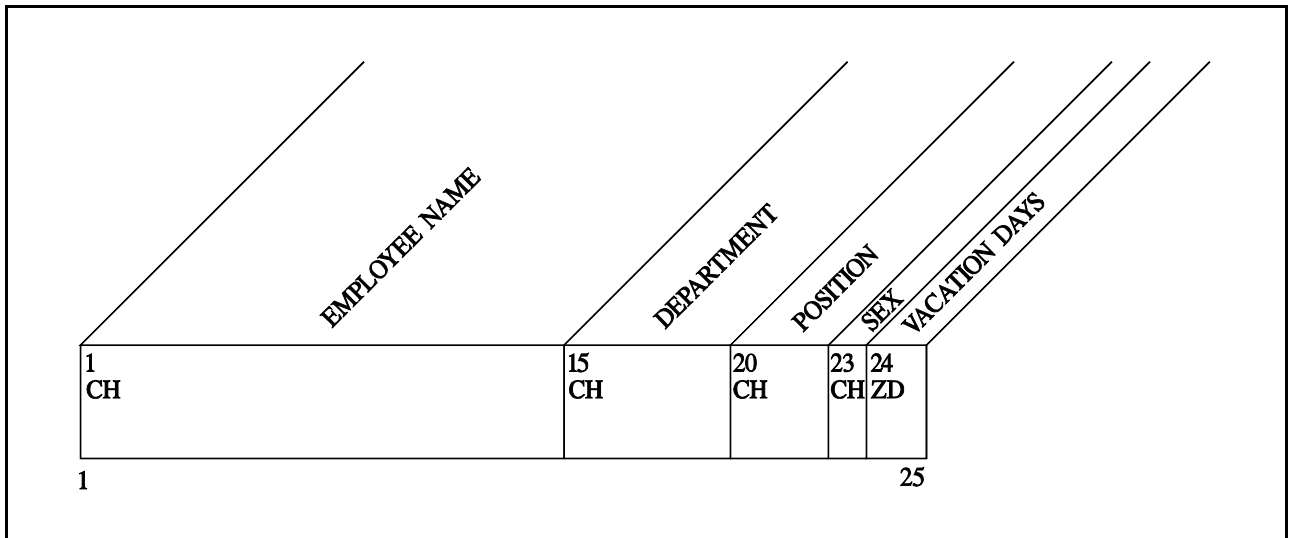 EMPLOYEE NAME
DEPARTMENT
POSITION
SEX
VACATION DAYS
1 15 20 23 24
CH CH CH CH ZD
1 25